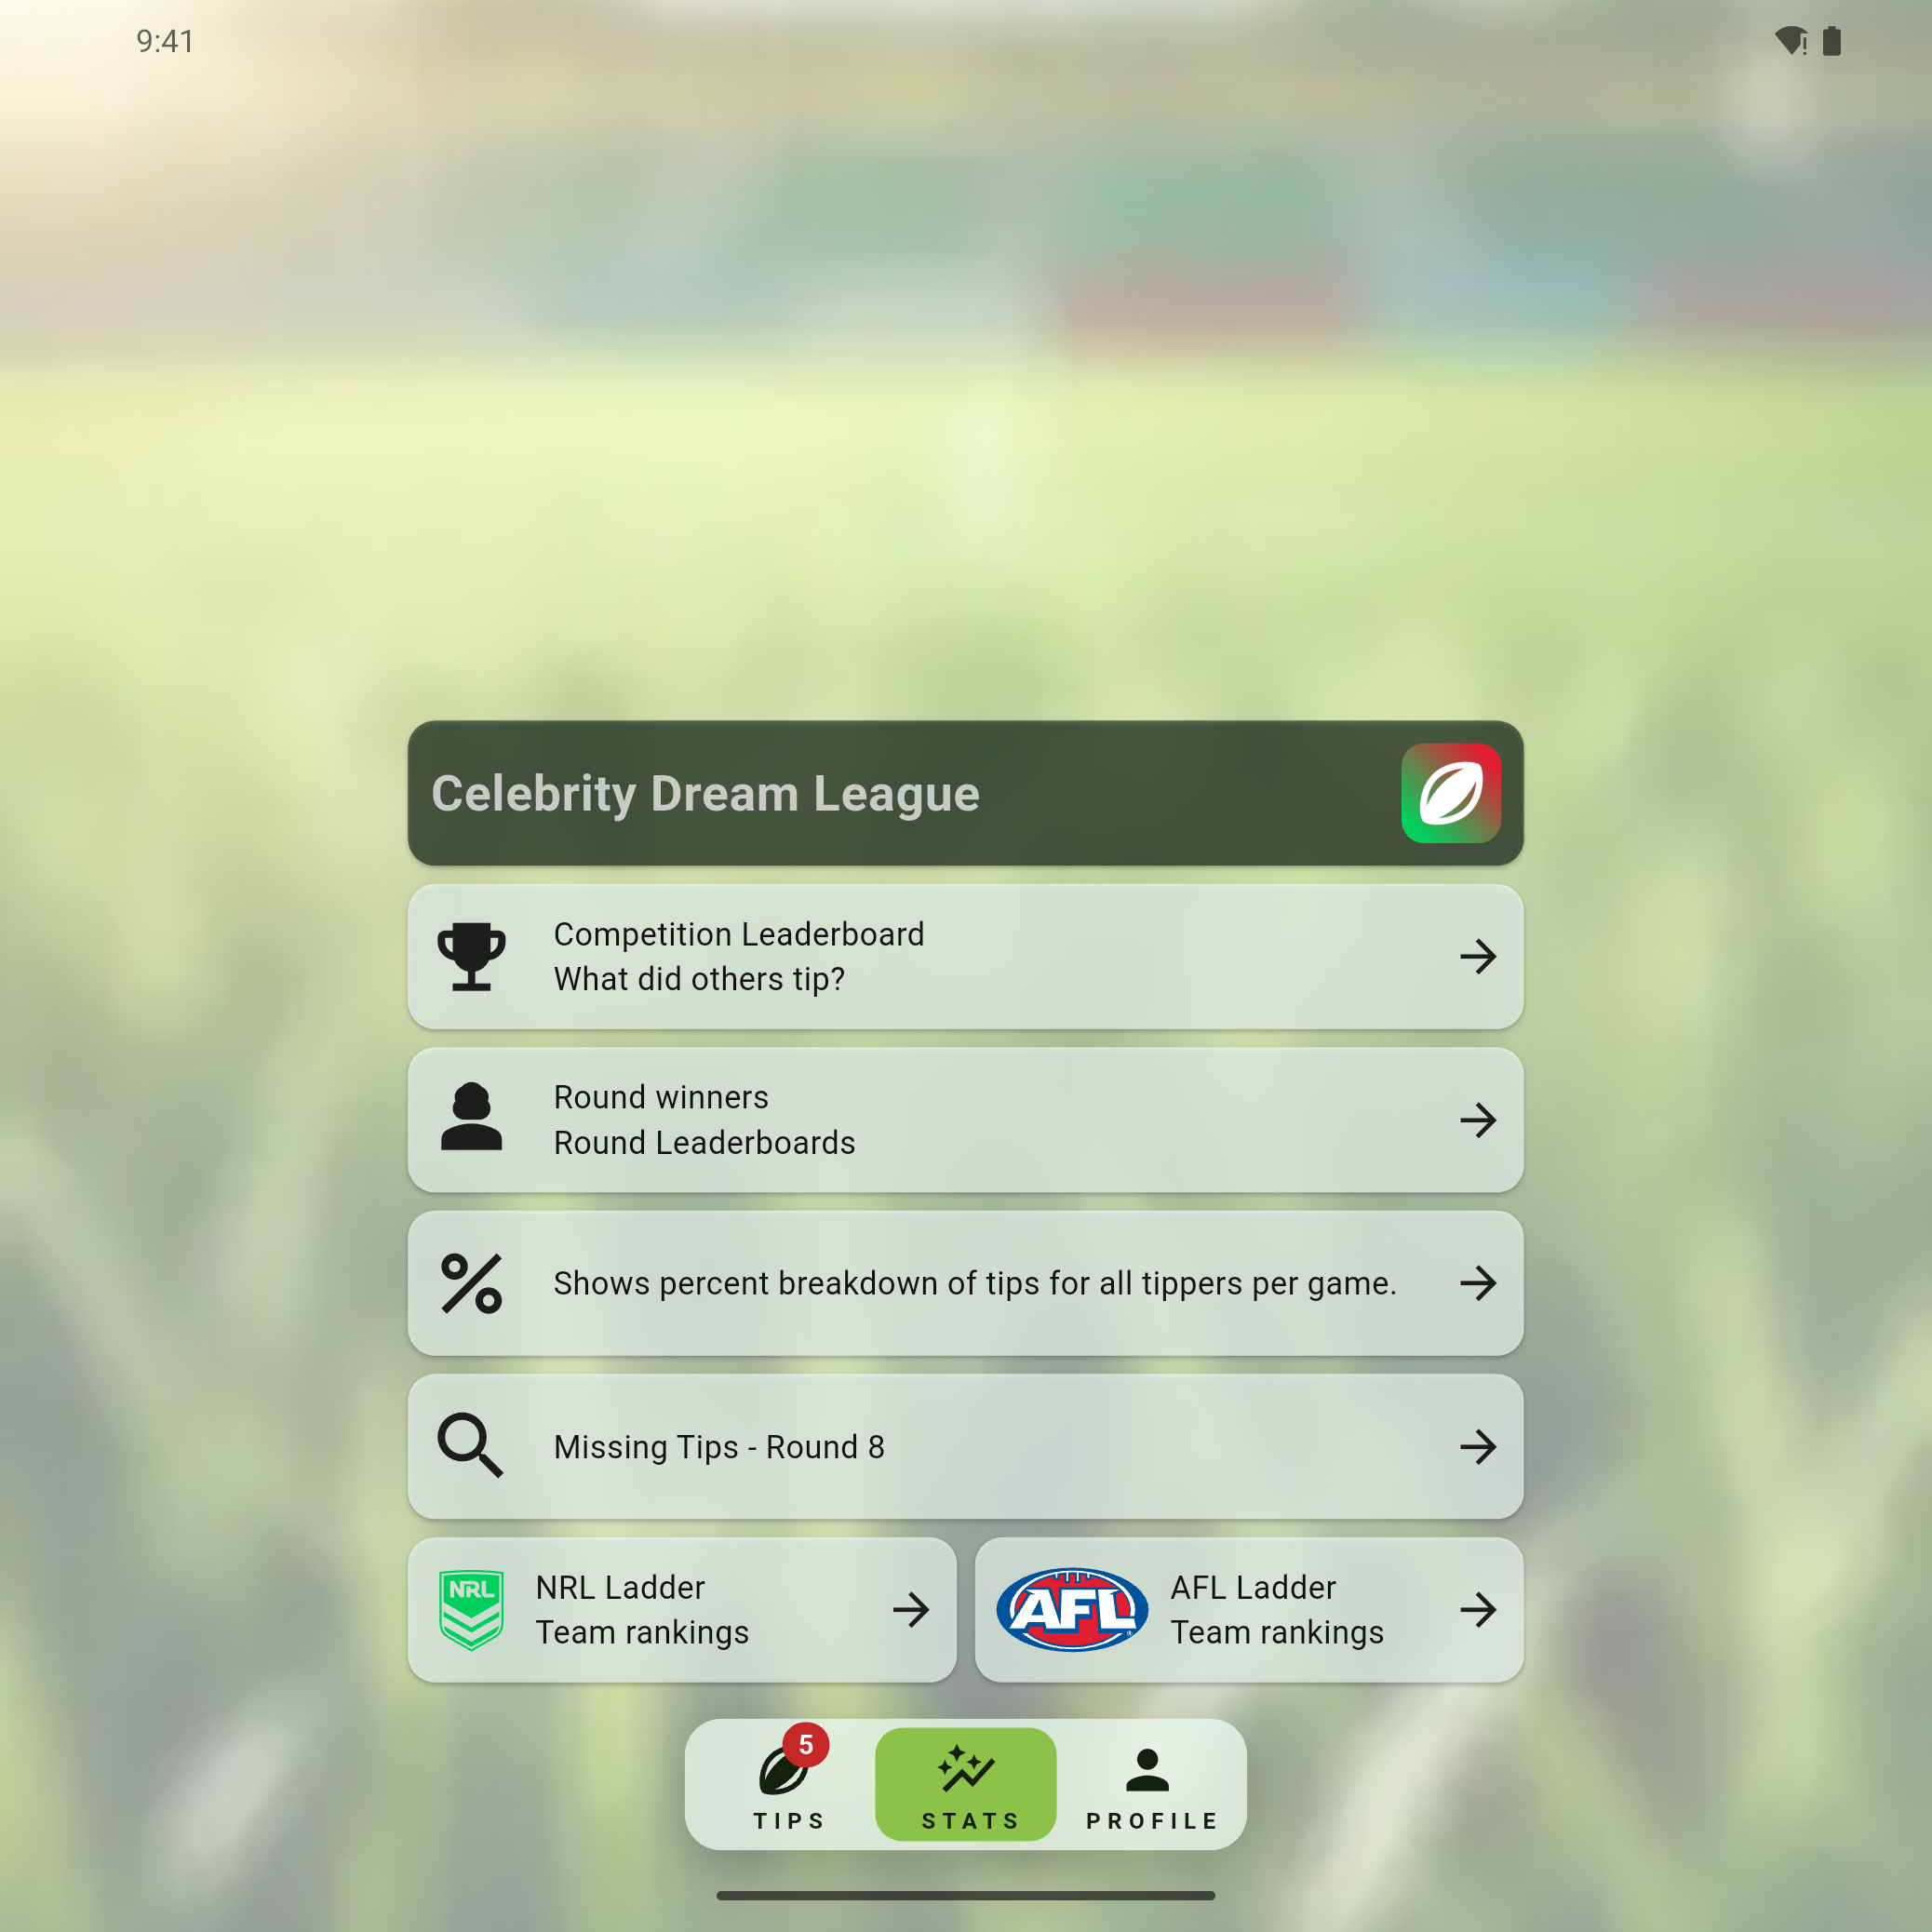 9:41
Celebrity Dream League
Competition Leaderboard
What did others tip?
Round winners
Round Leaderboards
Shows percent breakdown of tips for all tippers per game.
Missing Tips - Round 8
NRL
NRL Ladder
Team rankings
AFL
AFL Ladder
Team rankings
5
TIPS
STATS
PROFILE